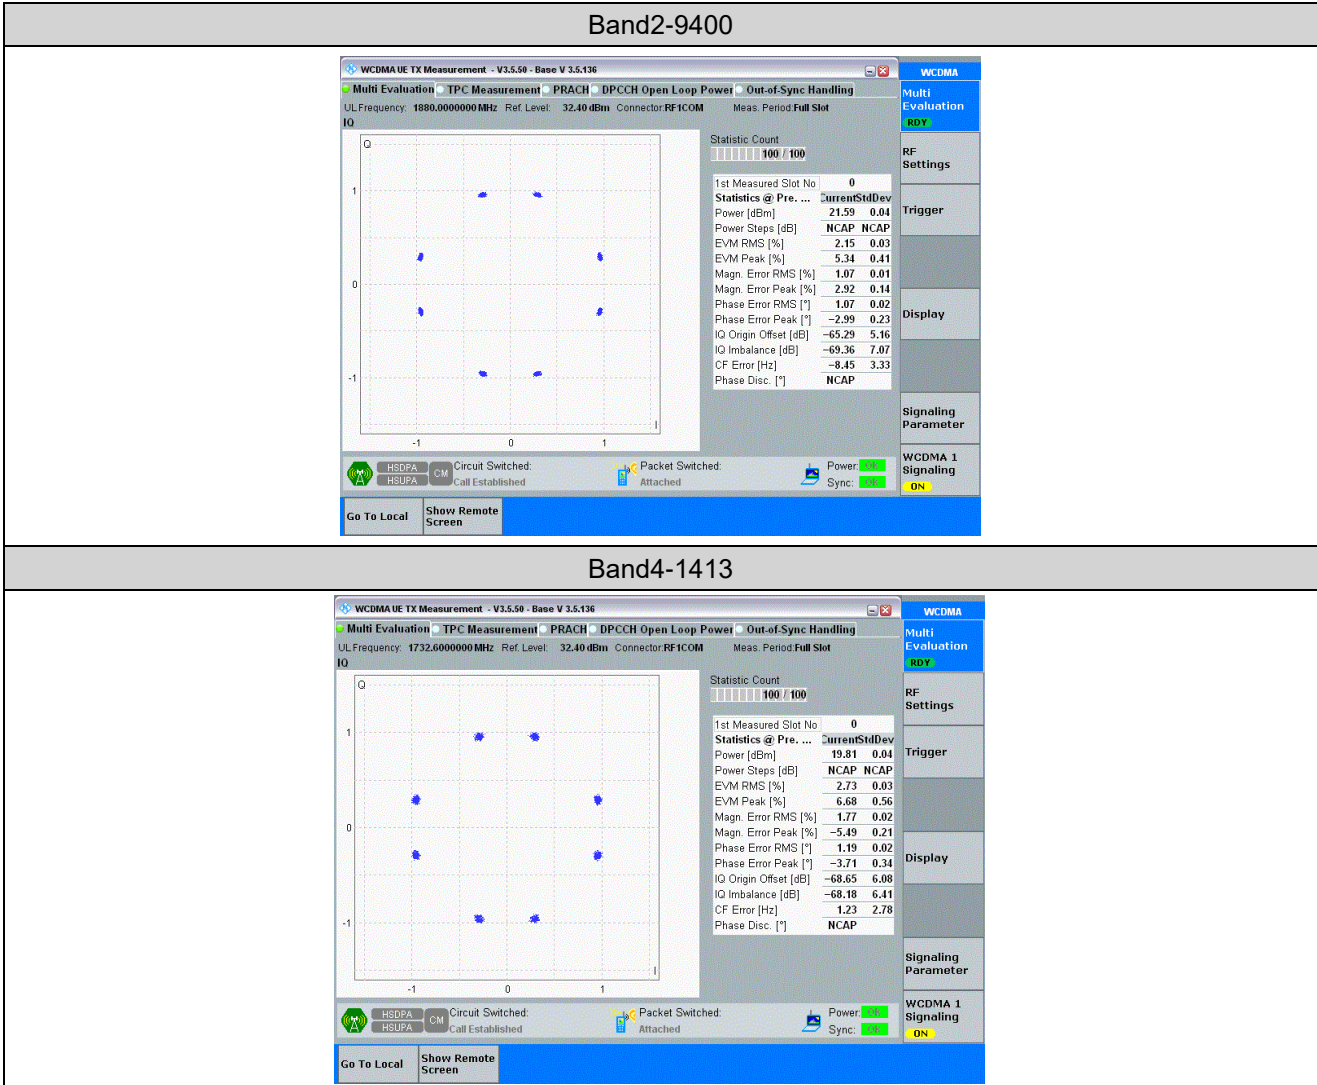 Band2-9400
WCDMA UE TX Measurement - V3.5.50 - Base V 3.5.136
WCDMA
Multi Evaluation TPC Measurement PRACH DPCCH Open Loop Power Out-of-Sync Handling
Multi
Evaluation
RDY
UL Frequency: 1880.0000000 MHz Ref. Level: 32.40 dBm Connector:RF1COM Meas. Period:Full Slot
IQ
Q
1
0
-1
-1 0 1
I
Statistic Count
100 / 100
1st Measured Slot No 0
Statistics @ Pre. ... Current StdDev
Power [dBm] 21.59 0.04
Power Steps [dB] NCAP NCAP
EVM RMS [%] 2.15 0.03
EVM Peak [%] 5.34 0.41
Magn. Error RMS [%] 1.07 0.01
Magn. Error Peak [%] 2.92 0.14
Phase Error RMS [°] 1.07 0.02
Phase Error Peak [°] -2.99 0.23
IQ Origin Offset [dB] -65.29 5.16
IQ Imbalance [dB] -69.36 7.07
CF Error [Hz] -8.45 3.33
Phase Disc. [°] NCAP
RF
Settings
Trigger
Display
Signaling
Parameter
WCDMA 1
Signaling
ON
HSDPA
HSUPA
CM
Circuit Switched:
Call Established
Packet Switched:
Attached
Power: OK
Sync: OK
Go To Local
Show Remote
Screen
Band4-1413
WCDMA UE TX Measurement - V3.5.50 - Base V 3.5.136
WCDMA
Multi Evaluation TPC Measurement PRACH DPCCH Open Loop Power Out-of-Sync Handling
Multi
Evaluation
RDY
UL Frequency: 1732.6000000 MHz Ref. Level: 32.40 dBm Connector:RF1COM Meas. Period:Full Slot
IQ
Q
1
0
-1
-1 0 1
I
Statistic Count
100 / 100
1st Measured Slot No 0
Statistics @ Pre. ... Current StdDev
Power [dBm] 19.81 0.04
Power Steps [dB] NCAP NCAP
EVM RMS [%] 2.73 0.03
EVM Peak [%] 6.68 0.56
Magn. Error RMS [%] 1.77 0.02
Magn. Error Peak [%] -5.49 0.21
Phase Error RMS [°] 1.19 0.02
Phase Error Peak [°] -3.71 0.34
IQ Origin Offset [dB] -68.65 6.08
IQ Imbalance [dB] -68.18 6.41
CF Error [Hz] 1.23 2.78
Phase Disc. [°] NCAP
RF
Settings
Trigger
Display
Signaling
Parameter
WCDMA 1
Signaling
ON
HSDPA
HSUPA
CM
Circuit Switched:
Call Established
Packet Switched:
Attached
Power: OK
Sync: OK
Go To Local
Show Remote
Screen